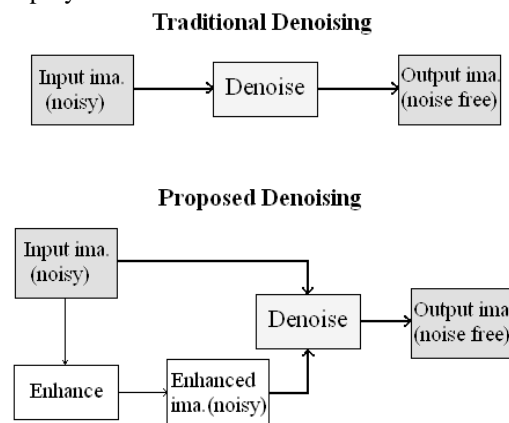 Traditional Denoising
Input ima.
(noisy)
Denoise
Output ima.
(noise free)
Proposed Denoising
Input ima.
(noisy)
Denoise
Output ima
(noise free)
Enhance
Enhanced
ima.(noisy)